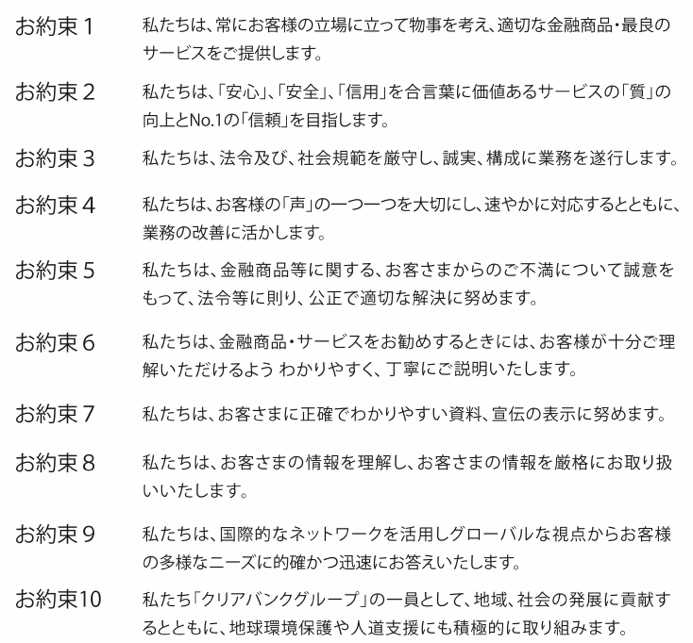 お約束1 私たちは、常にお客様の立場に立って物事を考え、適切な金融商品・最良の
サービスをご提供します。
お約束2 私たちは、「安心」、「安全」、「信用」を合言葉に価値あるサービスの「質」の
向上とNo.1の「信頼」を目指します。
お約束3 私たちは、法令及び、社会規範を厳守し、誠実、構成に業務を遂行します。
お約束4 私たちは、お客様の「声」の一つ一つを大切にし、速やかに対応するとともに、
業務の改善に活かします。
お約束5 私たちは、金融商品等に関する、お客さまからのご不満について誠意を
もって、法令等に則り、公正で適切な解決に努めます。
お約束6 私たちは、金融商品・サービスをお勧めするときには、お客様が十分ご理
解いただけるよう わかりやすく、丁寧にご説明いたします。
お約束7 私たちは、お客さまに正確でわかりやすい資料、宣伝の表示に努めます。
お約束8 私たちは、お客さまの情報を理解し、お客さまの情報を厳格にお取り扱
いいたします。
お約束9 私たちは、国際的なネットワークを活用しグローバルな視点からお客様
の多様なニーズに的確かつ迅速にお答えいたします。
お約束10 私たち「クリアバンクグループ」の一員として、地域、社会の発展に貢献す
るとともに、地球環境保護や人道支援にも積極的に取り組みます。